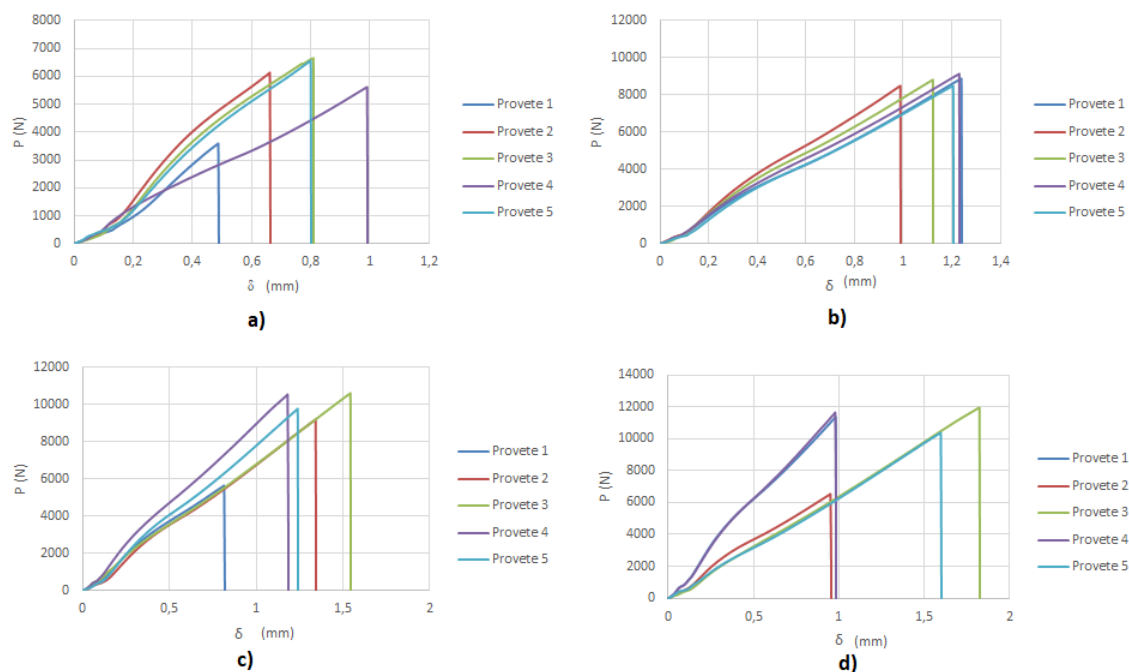 8000
7000
6000
5000
4000
3000
2000
1000
0
P (N)
0 0,2 0,4 0,6 0,8 1 1,2
δ (mm)
Provete 1
Provete 2
Provete 3
Provete 4
Provete 5
a)
12000
10000
8000
6000
4000
2000
0
P (N)
0 0,2 0,4 0,6 0,8 1 1,2 1,4
δ (mm)
Provete 1
Provete 2
Provete 3
Provete 4
Provete 5
b)
12000
10000
8000
6000
4000
2000
0
P (N)
0 0,5 1 1,5 2
δ (mm)
Provete 1
Provete 2
Provete 3
Provete 4
Provete 5
c)
14000
12000
10000
8000
6000
4000
2000
0
P (N)
0 0,5 1 1,5 2
δ (mm)
Provete 1
Provete 2
Provete 3
Provete 4
Provete 5
d)